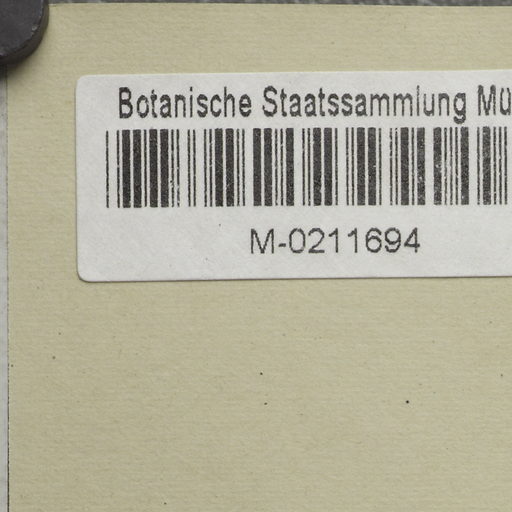 Botanische Staatssammlung Mü
M-0211694